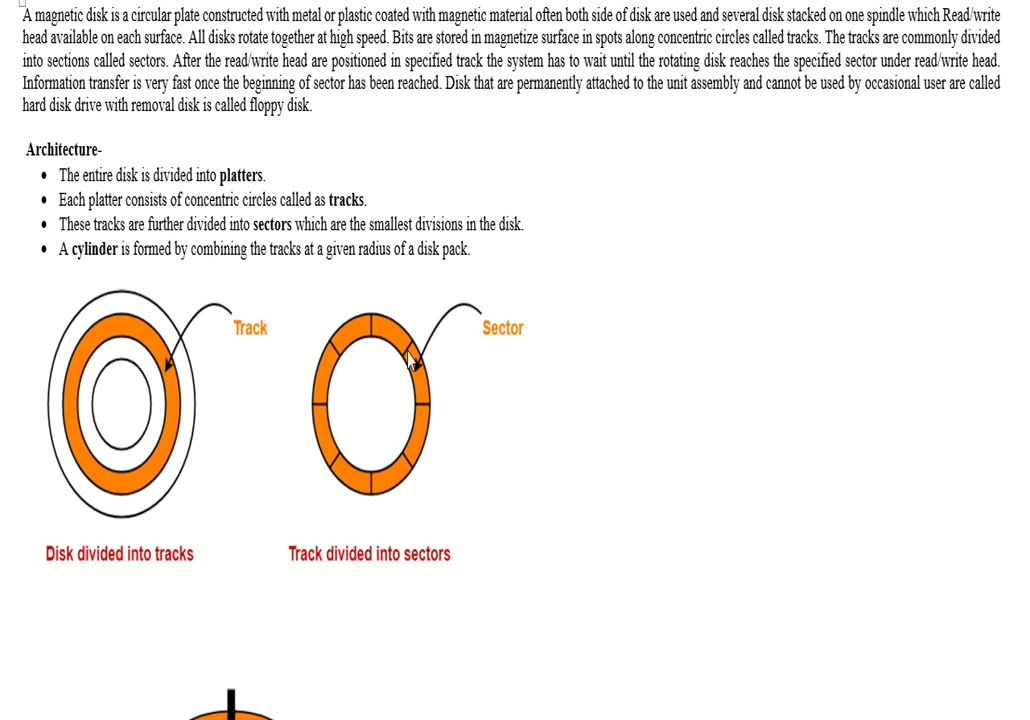 A magnetic disk is a circular plate constructed with metal or plastic coated with magnetic material often both side of disk are used and several disk stacked on one spindle which Read/write
head available on each surface. All disks rotate together at high speed. Bits are stored in magnetize surface in spots along concentric circles called tracks. The tracks are commonly divided
into sections called sectors. After the read/write head are positioned in specified track the system has to wait until the rotating disk reaches the specified sector under read/write head.
Information transfer is very fast once the beginning of sector has been reached. Disk that are permanently attached to the unit assembly and cannot be used by occasional user are called
hard disk drive with removal disk is called floppy disk.
Architecture-
• The entire disk is divided into platters.
• Each platter consists of concentric circles called as tracks.
• These tracks are further divided into sectors which are the smallest divisions in the disk.
• A cylinder is formed by combining the tracks at a given radius of a disk pack.
Track
Sector
Disk divided into tracks
Track divided into sectors